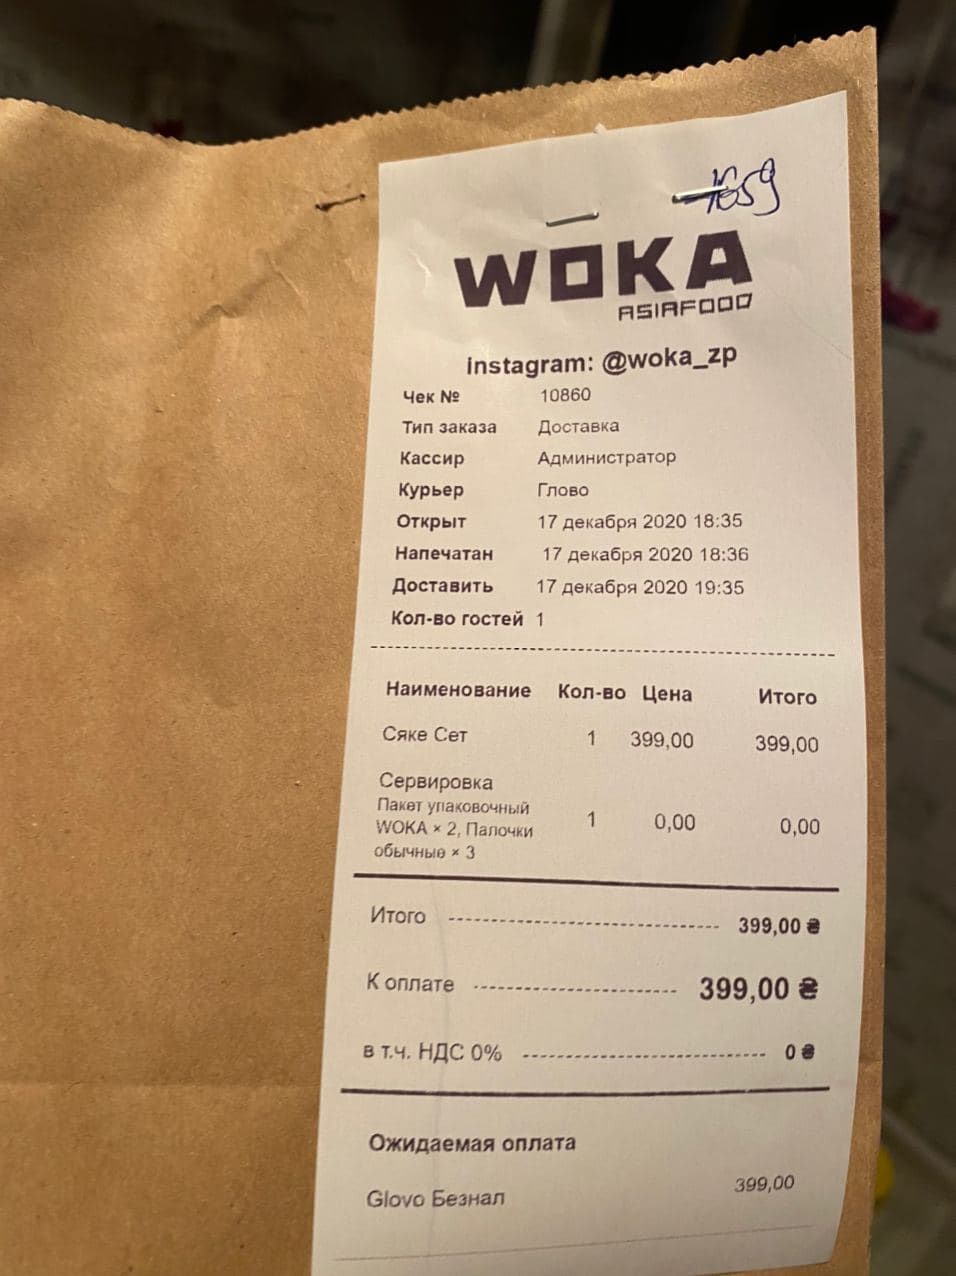 1659
WOKA
ASIAFOOD
instagram: @woka_zp
Чек № 10860
Тип заказа Доставка
Кассир Администратор
Курьер Глово
Открыт 17 декабря 2020 18:35
Напечатан 17 декабря 2020 18:36
Доставить 17 декабря 2020 19:35
Кол-во гостей 1
Наименование Кол-во Цена Итого
Сяке Сет 1 399,00 399,00
Сервировка
Пакет упаковочный
WOKA × 2, Палочки 1 0,00 0,00
обычные × 3
Итого 399,00 ₴
К оплате 399,00 ₴
в т.ч. НДС 0% 0 ₴
Ожидаемая оплата
Glovo Безнал 399,00